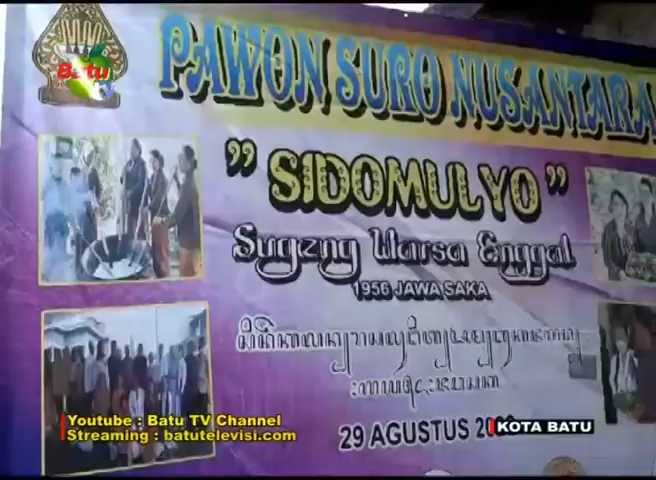 Batu
TV
PAWON SURO NUSANTARA
" SIDOMULYO "
Sugeng Warsa Enggal
1956 JAWA SAKA
29 AGUSTUS
KOTA BATU
Youtube : Batu TV Channel
Streaming : batutelevisi.com